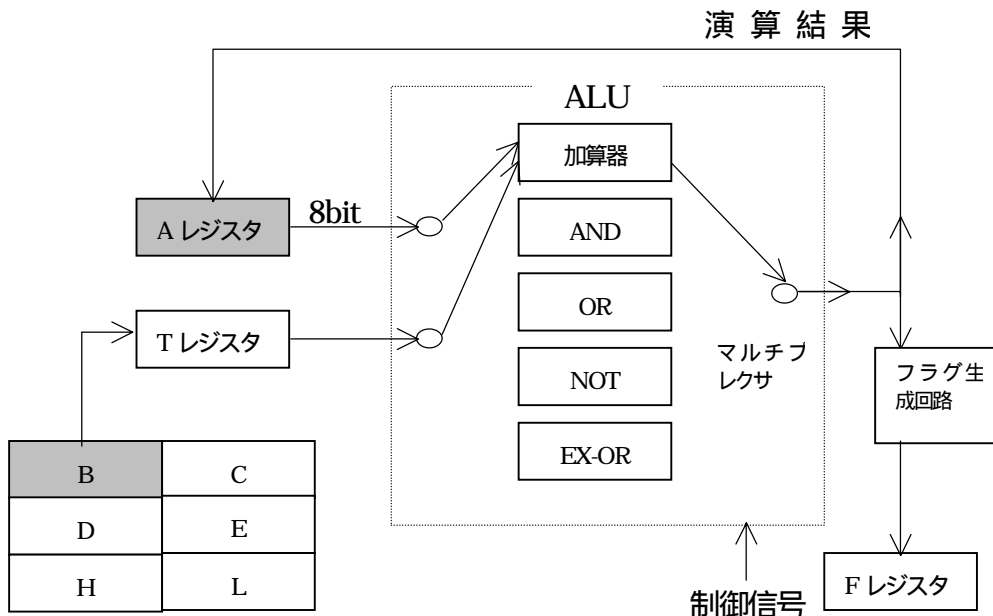 演算結果
ALU
加算器
8bit
A レジスタ
AND
T レジスタ
OR
マルチプ
レクサ
NOT
フラグ生
成回路
EX-OR
B
C
D
E
H
L
制御信号
F レジスタ